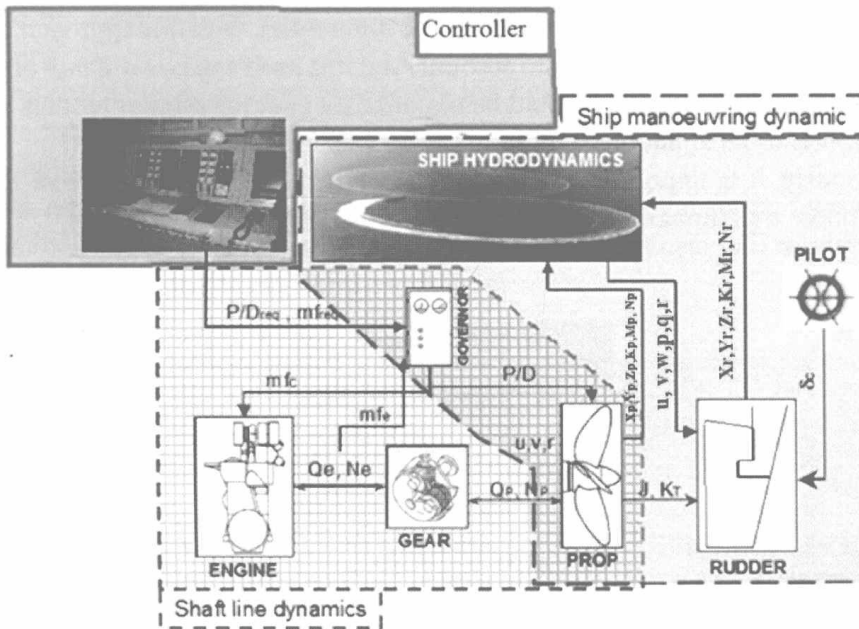 Controller
Ship manoeuvring dynamic
SHIP HYDRODYNAMICS
PILOT
P/Dreq , mfreq
GOVERNOR
Xp,Yp,Zp,Kp,Mp,Np
u, v,w,p,q,r
Xr,Yr,Zr,Kr,Mr,Nr
δc
P/D
mfc
mfe
u,v,r
Qe, Ne
Qp, Np
J, KT
GEAR
ENGINE
PROP
RUDDER
Shaft line dynamics